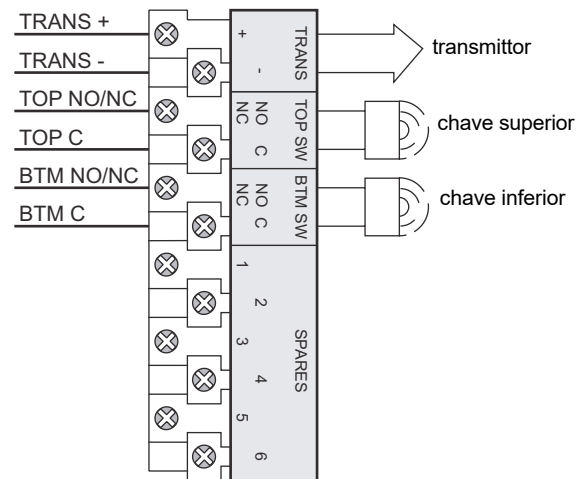 TRANS +
TRANS -
TOP NO/NC
TOP C
BTM NO/NC
BTM C
+
-
TRANS
NO
NC
C
TOP SW
NO
NC
C
BTM SW
1
2
3
4
5
6
SPARES
transmittor
chave superior
chave inferior